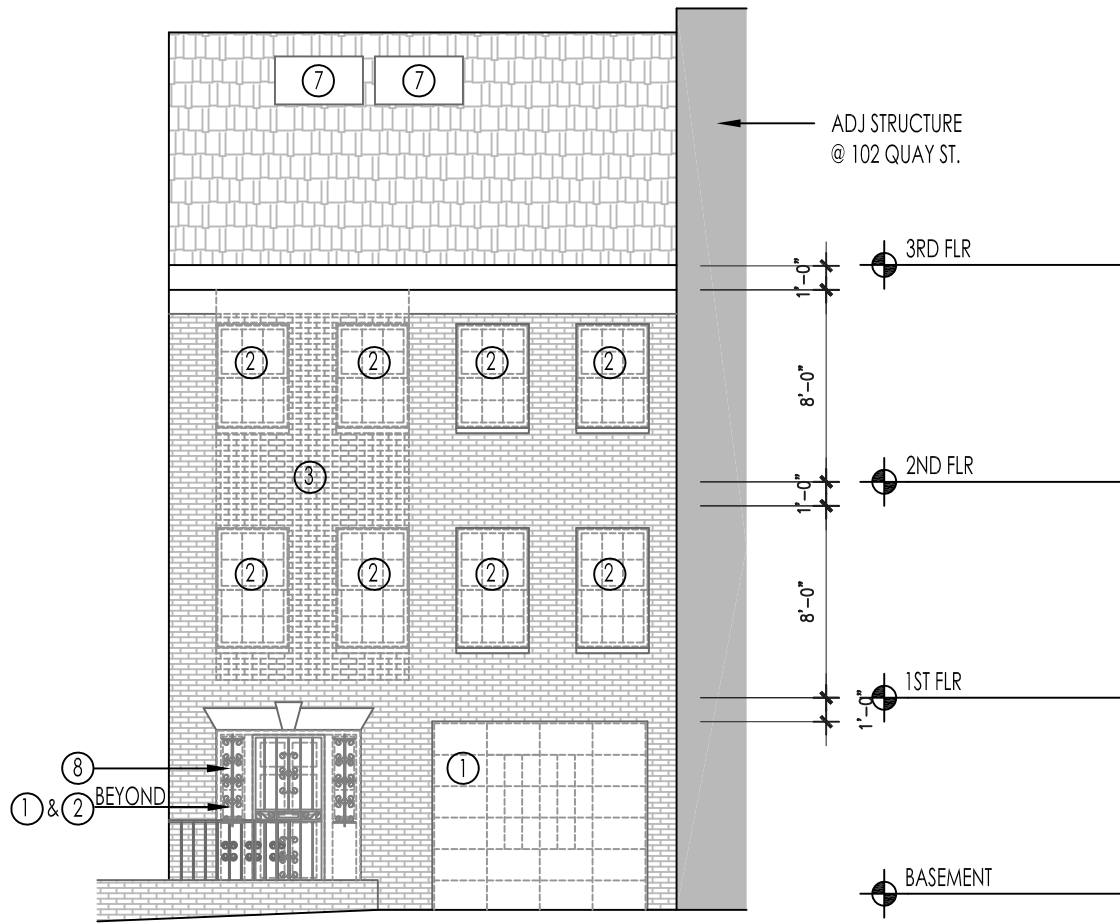 7 7
ADJ STRUCTURE
@ 102 QUAY ST.
3RD FLR
1'-0"
2 2 2 2
8'-0"
2ND FLR
3
1'-0"
2 2 2 2
8'-0"
1ST FLR
1'-0"
8
1
1 & 2 BEYOND
BASEMENT